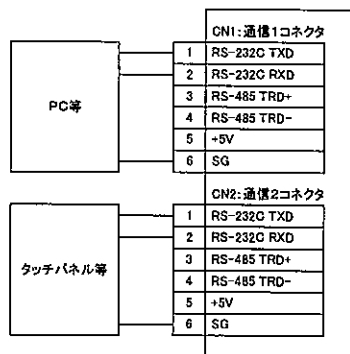 CN1:通信1コネクタ
1 RS-232C TXD
2 RS-232C RXD
3 RS-485 TRD+
PC等
4 RS-485 TRD-
5 +5V
6 SG
CN2:通信2コネクタ
1 RS-232C TXD
2 RS-232C RXD
3 RS-485 TRD+
タッチパネル等
4 RS-485 TRD-
5 +5V
6 SG